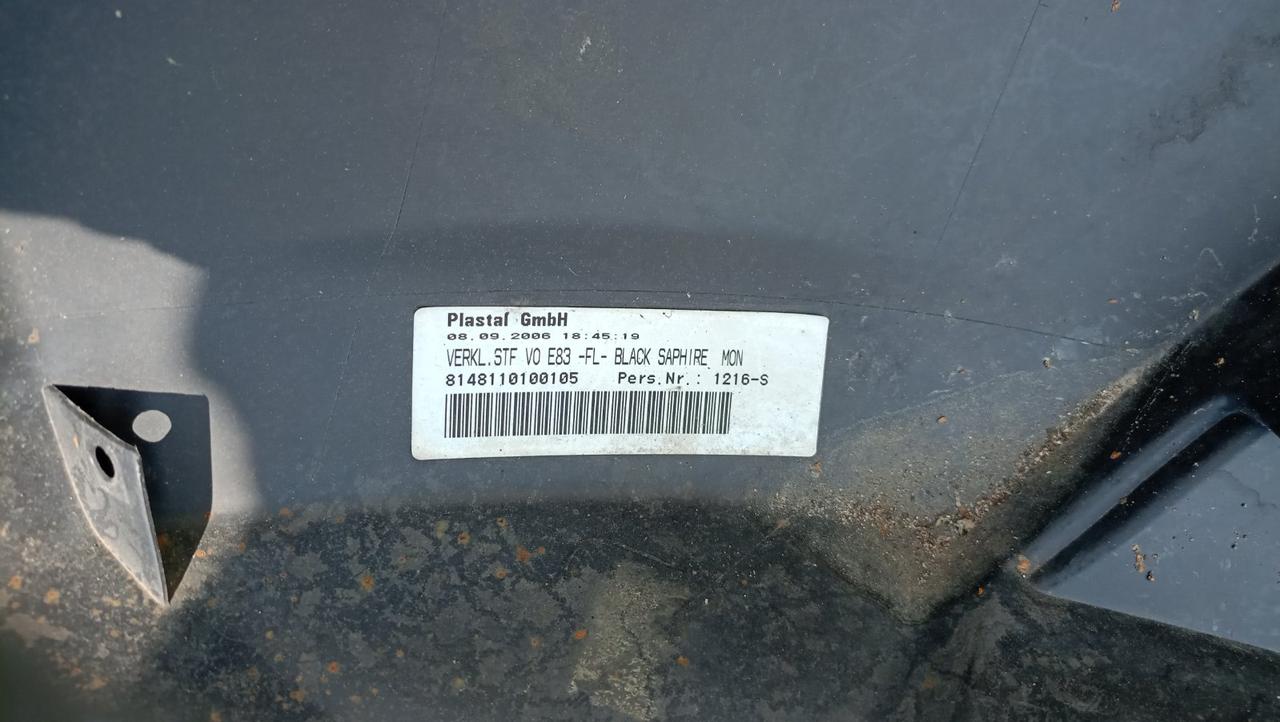 Plastal GmbH
08.09.2006 18:45:19
VERKL.STF VO E83 -FL- BLACK SAPHIRE MON
8148110100105 Pers.Nr.: 1216-S